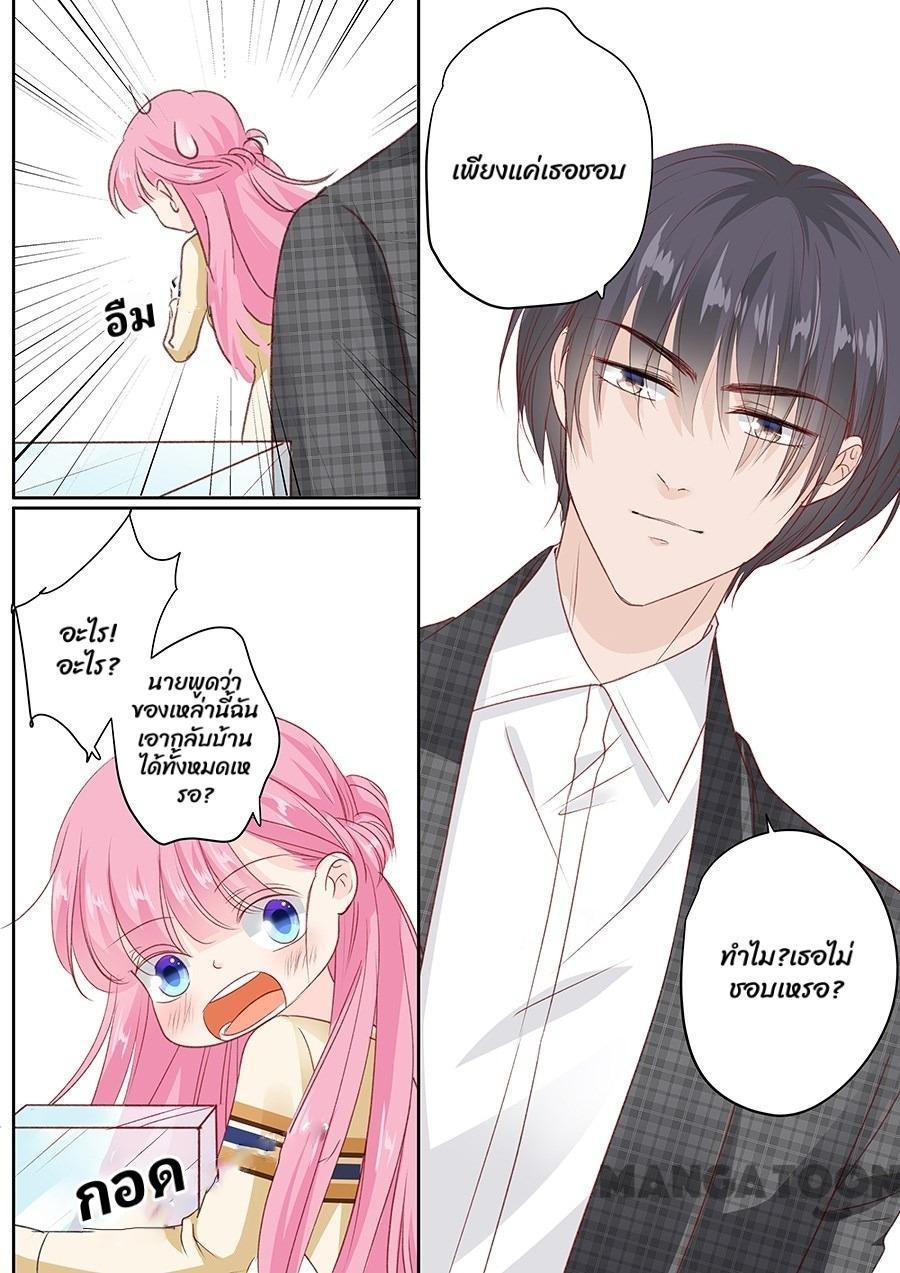 เพียงแค่เธอชอบ
อืม
อะไร!
อะไร?
นายพูดว่า
ของเหล่านี้ฉัน
เอากลับบ้าน
ได้ทั้งหมดเห
รอ?
กอด
ทำไม?เธอไม่
ชอบเหรอ?
MANGATOON